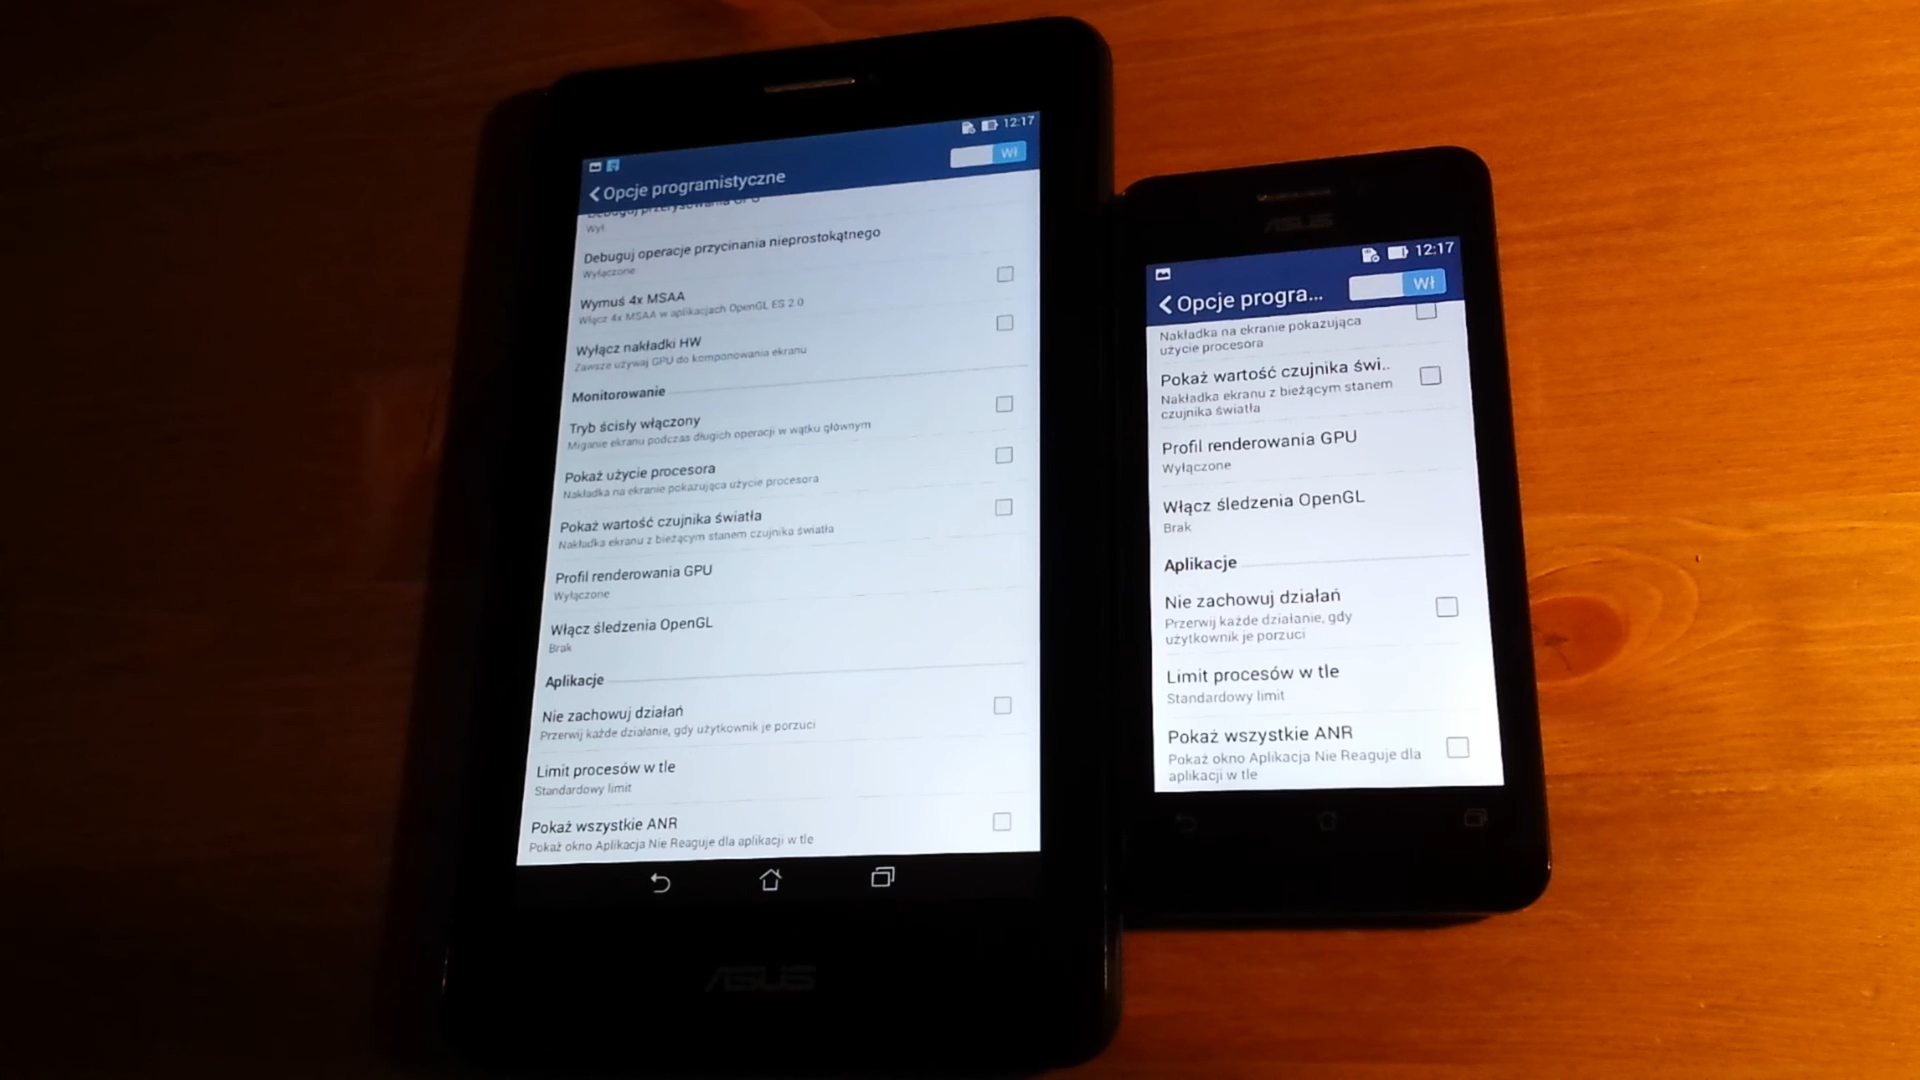 12:17
Wł
Opcje programistyczne
Debuguj przerysowania GPU
Wył
Debuguj operacje przycinania nieprostokątnego
Wyłączone
Wymuś 4x MSAA
Włącz 4x MSAA w aplikacjach OpenGL ES 2.0
Wyłącz nakładki HW
Zawsze używaj GPU do komponowania ekranu
Monitorowanie
Tryb ścisły włączony
Miganie ekranu podczas długich operacji w wątku głównym
Pokaż użycie procesora
Nakładka na ekranie pokazująca użycie procesora
Pokaż wartość czujnika światła
Nakładka ekranu z bieżącym stanem czujnika światła
Profil renderowania GPU
Wyłączone
Włącz śledzenia OpenGL
Brak
Aplikacje
Nie zachowuj działań
Przerwij każde działanie, gdy użytkownik je porzuci
Limit procesów w tle
Standardowy limit
Pokaż wszystkie ANR
Pokaż okno Aplikacja Nie Reaguje dla aplikacji w tle
ASUS
ASUS
12:17
Opcje progra...
Wł
Nakładka na ekranie pokazująca
użycie procesora
Pokaż wartość czujnika świ..
Nakładka ekranu z bieżącym stanem
czujnika światła
Profil renderowania GPU
Wyłączone
Włącz śledzenia OpenGL
Brak
Aplikacje
Nie zachowuj działań
Przerwij każde działanie, gdy
użytkownik je porzuci
Limit procesów w tle
Standardowy limit
Pokaż wszystkie ANR
Pokaż okno Aplikacja Nie Reaguje dla
aplikacji w tle